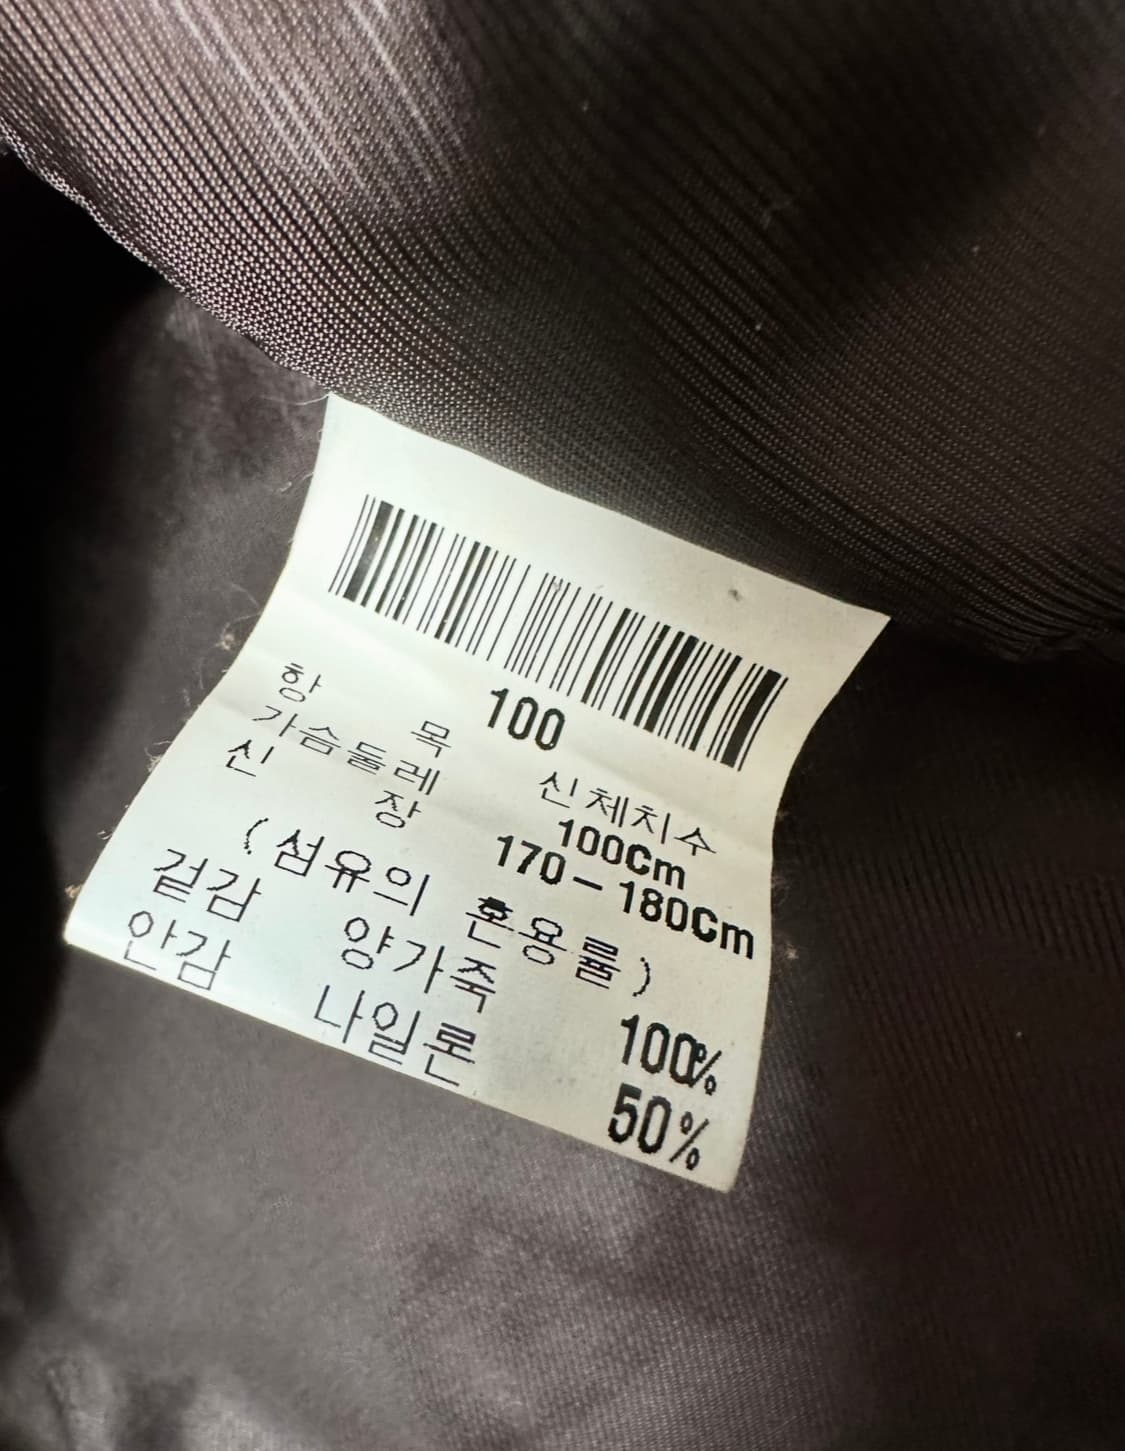 100
항 목 신체치수
가슴둘레 100Cm
신 장 170-180Cm
(섬유의 혼용률)
겉감 양가죽 100%
안감 나일론 50%